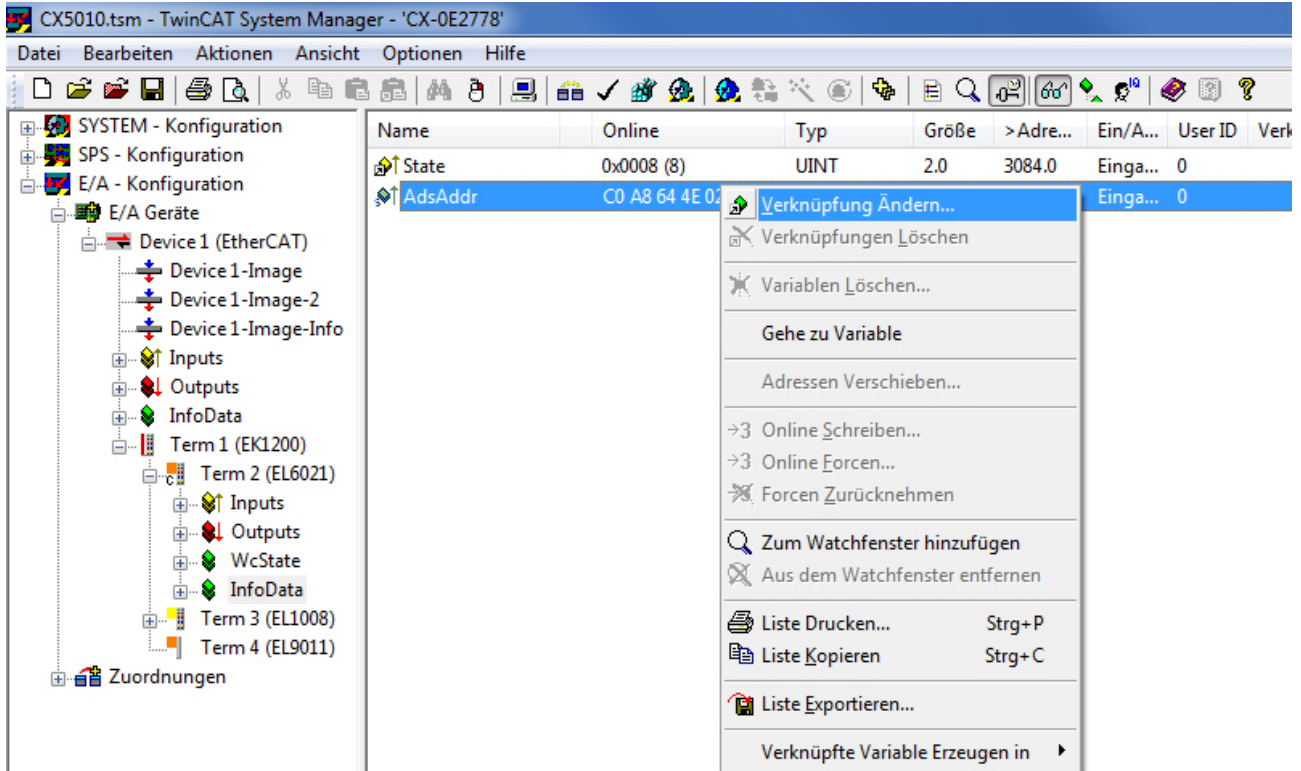 CX5010.tsm - TwinCAT System Manager - 'CX-0E2778'
Datei Bearbeiten Aktionen Ansicht Optionen Hilfe
SYSTEM - Konfiguration
SPS - Konfiguration
E/A - Konfiguration
E/A Geräte
Device 1 (EtherCAT)
Device 1-Image
Device 1-Image-2
Device 1-Image-Info
Inputs
Outputs
InfoData
Term 1 (EK1200)
Term 2 (EL6021)
Inputs
Outputs
WcState
InfoData
Term 3 (EL1008)
Term 4 (EL9011)
Zuordnungen
Name Online Typ Größe >Adre... Ein/A... User ID Verk
State 0x0008 (8) UINT 2.0 3084.0 Einga... 0
AdsAddr C0 A8 64 4E 02 Einga... 0
Verknüpfung Ändern...
Verknüpfungen Löschen
Variablen Löschen...
Gehe zu Variable
Adressen Verschieben...
Online Schreiben...
Online Forcen...
Forcen Zurücknehmen
Zum Watchfenster hinzufügen
Aus dem Watchfenster entfernen
Liste Drucken... Strg+P
Liste Kopieren Strg+C
Liste Exportieren...
Verknüpfte Variable Erzeugen in